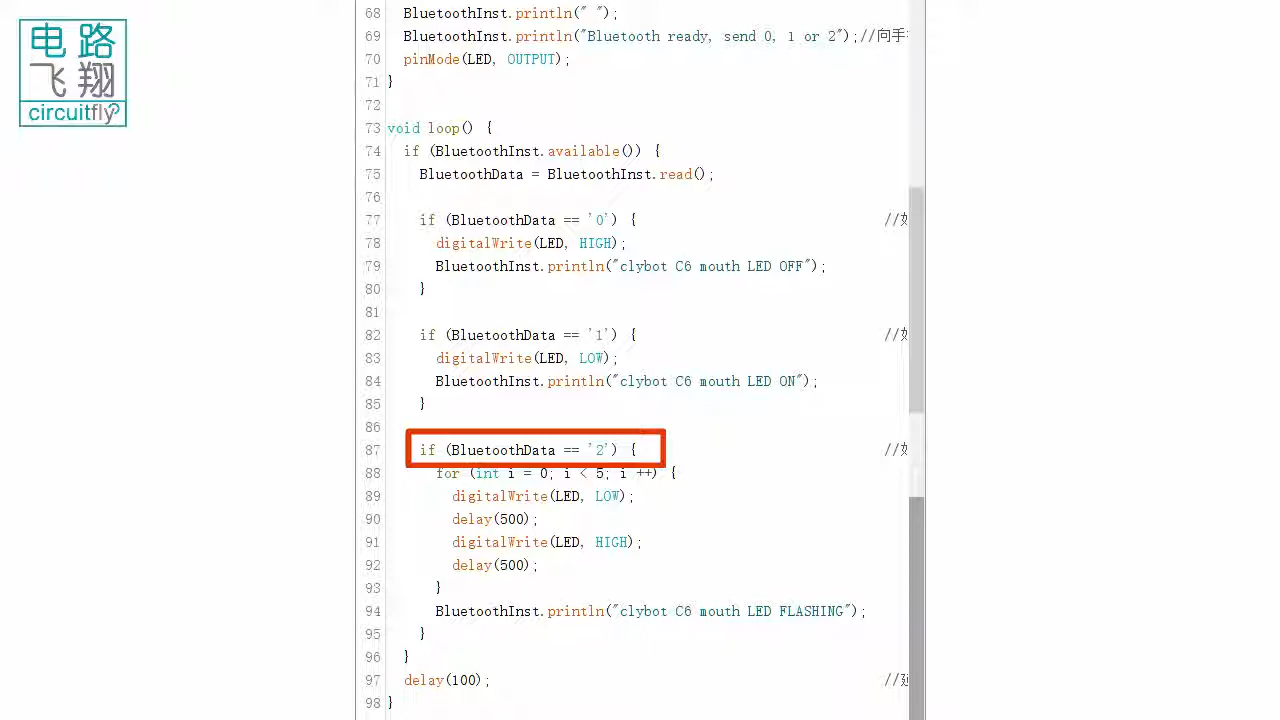 电路
飞翔
circuitfly
68 BluetoothInst.println(" ");
69 BluetoothInst.println("Bluetooth ready, send 0, 1 or 2");//向手
70 pinMode(LED, OUTPUT);
71 }
72
73 void loop() {
74 if (BluetoothInst.available()) {
75 BluetoothData = BluetoothInst.read();
76
77 if (BluetoothData == '0') { //如
78 digitalWrite(LED, HIGH);
79 BluetoothInst.println("clybot C6 mouth LED OFF");
80 }
81
82 if (BluetoothData == '1') { //如
83 digitalWrite(LED, LOW);
84 BluetoothInst.println("clybot C6 mouth LED ON");
85 }
86
87 if (BluetoothData == '2') { //如
88 for (int i = 0; i < 5; i ++) {
89 digitalWrite(LED, LOW);
90 delay(500);
91 digitalWrite(LED, HIGH);
92 delay(500);
93 }
94 BluetoothInst.println("clybot C6 mouth LED FLASHING");
95 }
96 }
97 delay(100); //延
98 }